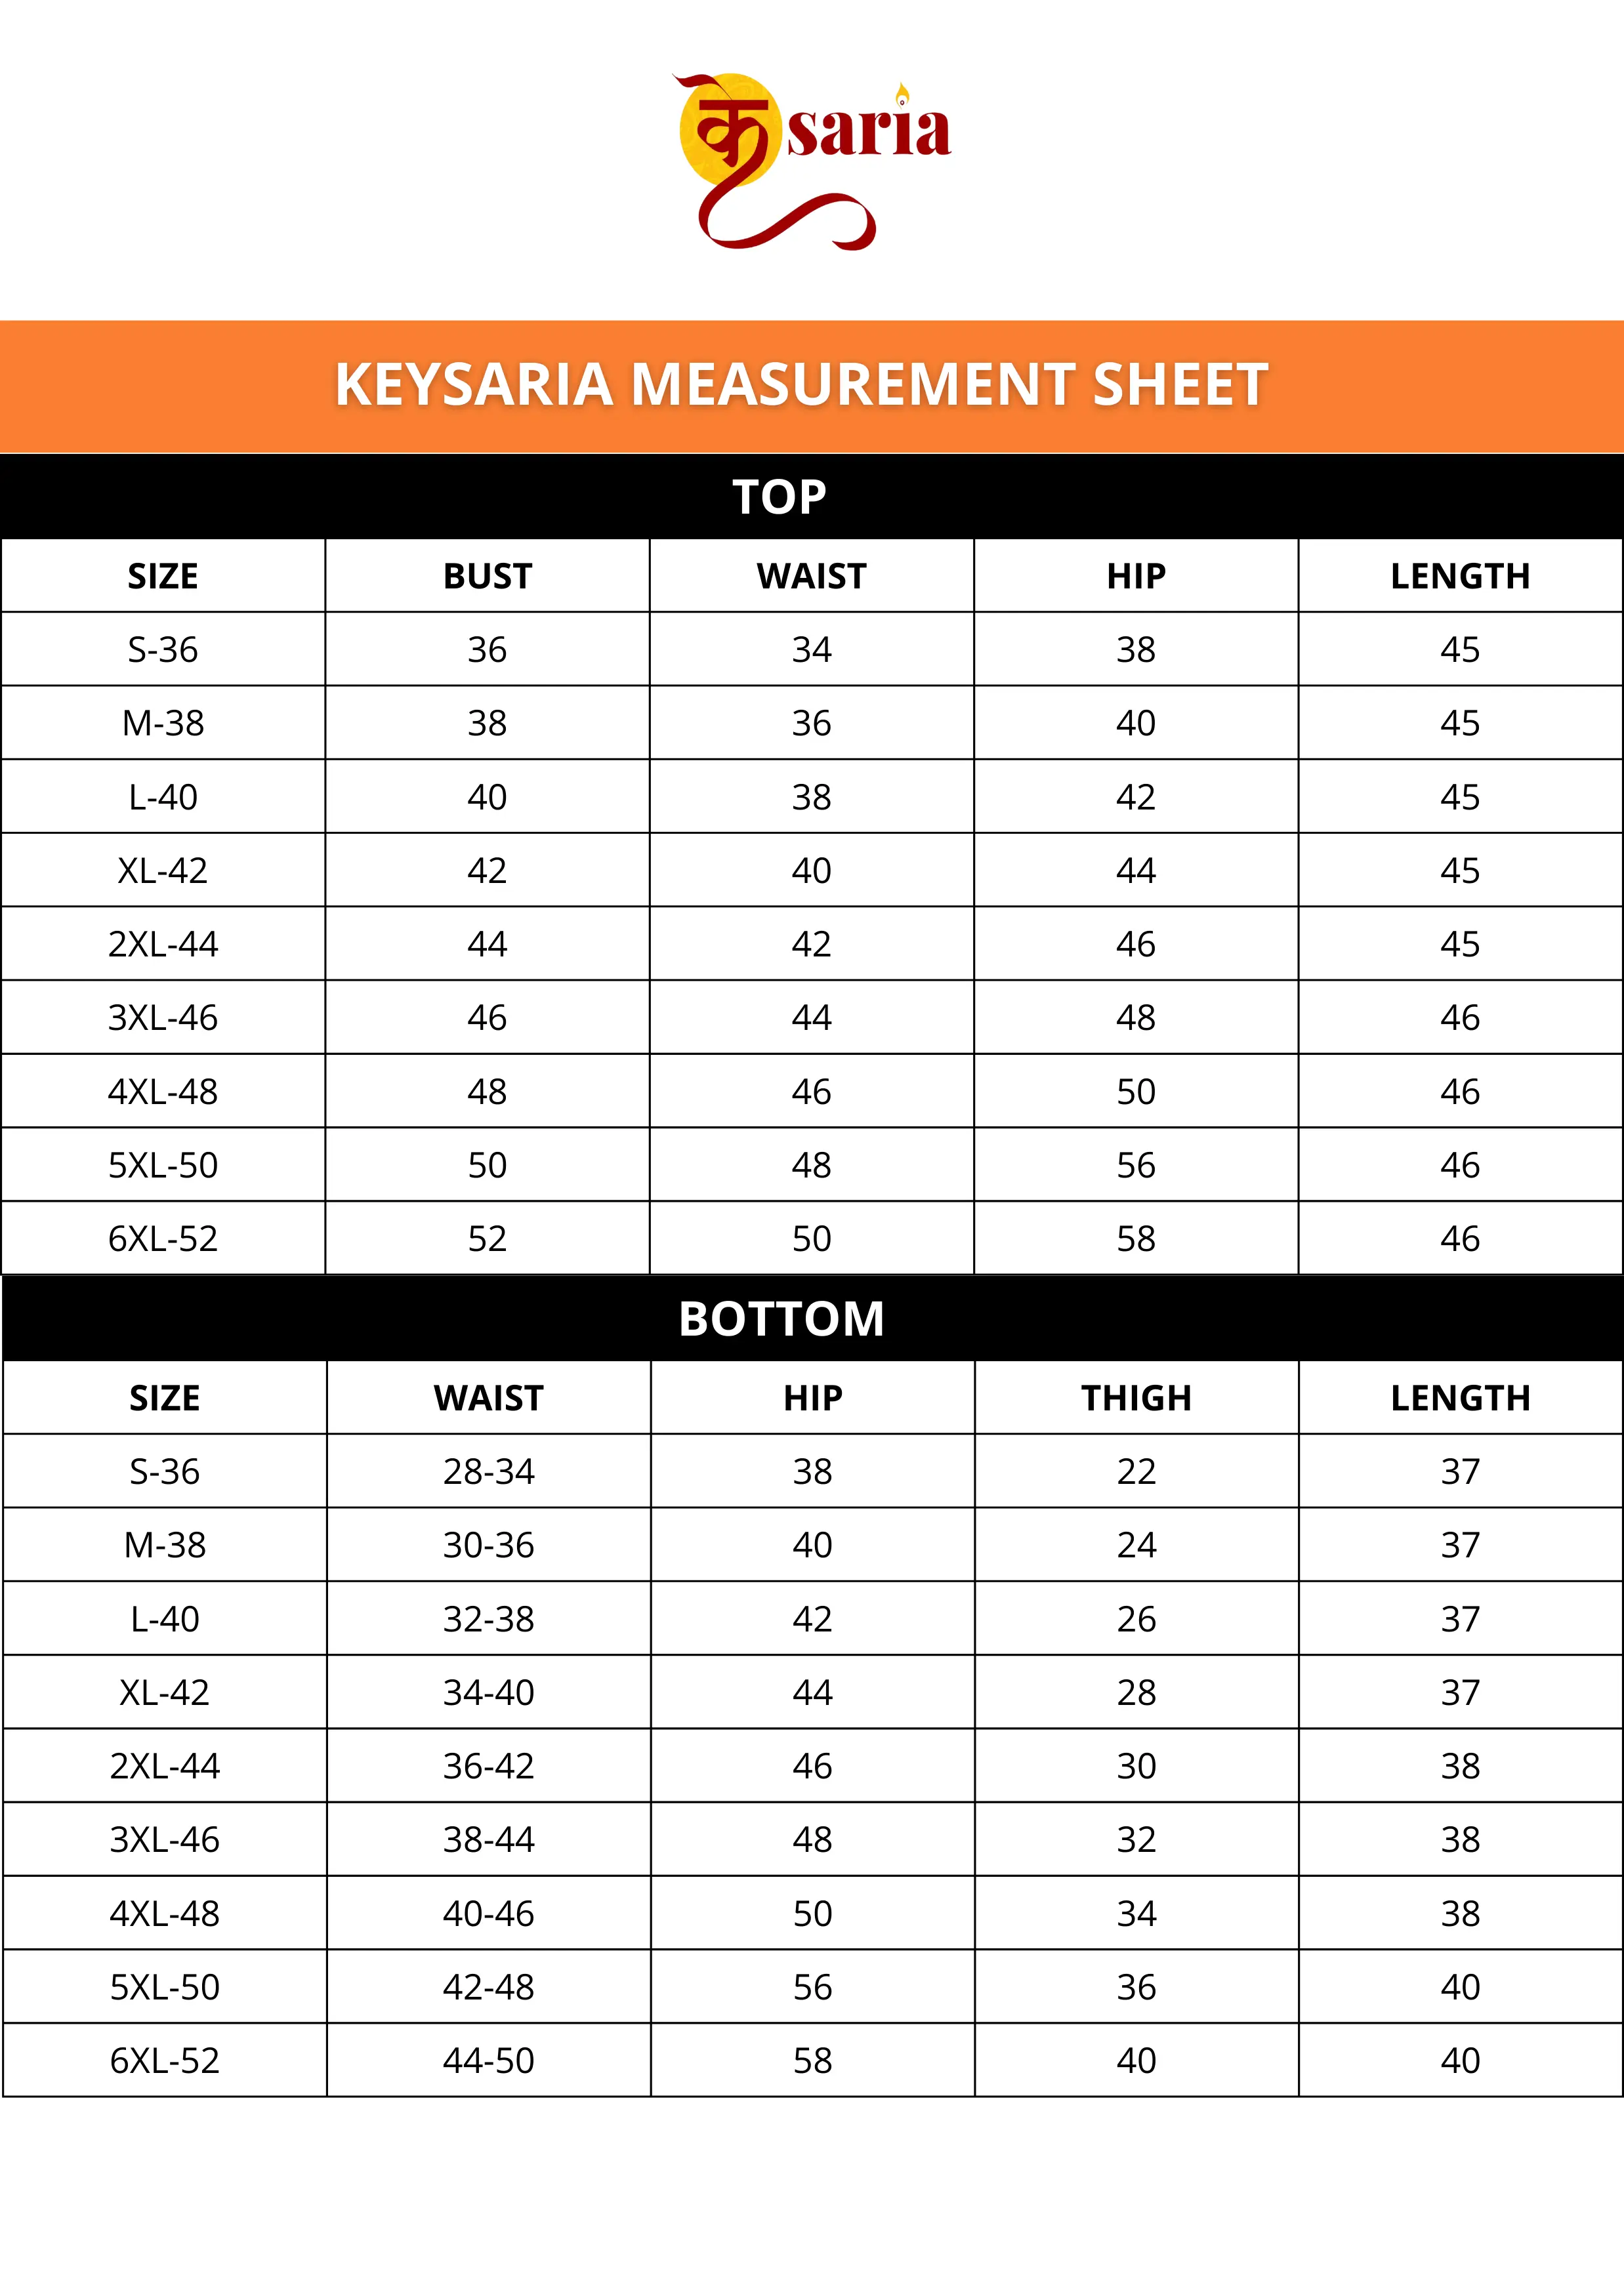 केsaria
KEYSARIA MEASUREMENT SHEET
TOP
SIZE BUST WAIST HIP LENGTH
S-36 36 34 38 45
M-38 38 36 40 45
L-40 40 38 42 45
XL-42 42 40 44 45
2XL-44 44 42 46 45
3XL-46 46 44 48 46
4XL-48 48 46 50 46
5XL-50 50 48 56 46
6XL-52 52 50 58 46
BOTTOM
SIZE WAIST HIP THIGH LENGTH
S-36 28-34 38 22 37
M-38 30-36 40 24 37
L-40 32-38 42 26 37
XL-42 34-40 44 28 37
2XL-44 36-42 46 30 38
3XL-46 38-44 48 32 38
4XL-48 40-46 50 34 38
5XL-50 42-48 56 36 40
6XL-52 44-50 58 40 40